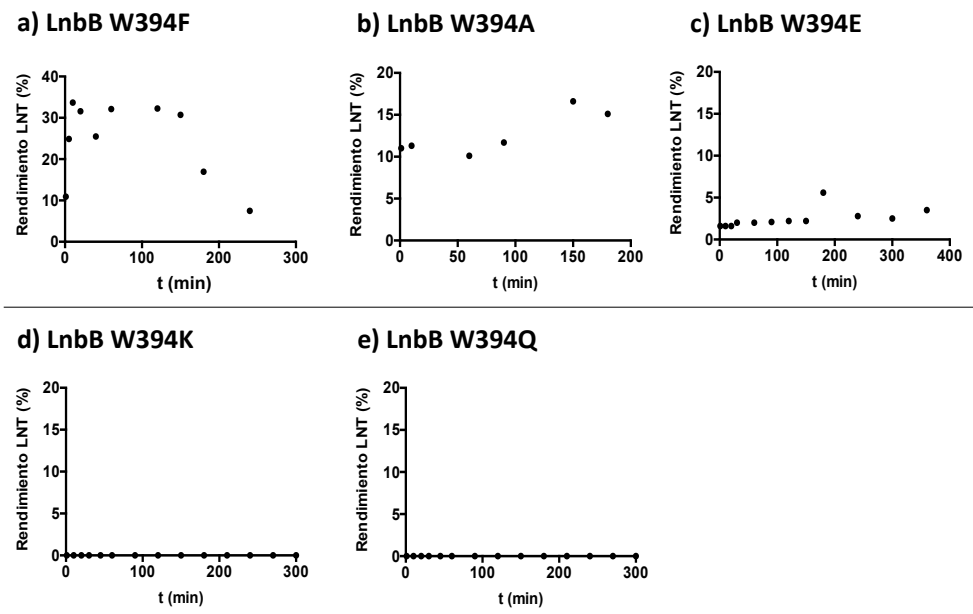 a) LnbB W394F
b) LnbB W394A
c) LnbB W394E
Rendimiento LNT (%)
40
30
20
10
0
0 100 200 300
t (min)
Rendimiento LNT (%)
20
15
10
5
0
0 50 100 150 200
t (min)
Rendimiento LNT (%)
20
15
10
5
0
0 100 200 300 400
t (min)
d) LnbB W394K
e) LnbB W394Q
Rendimiento LNT (%)
20
15
10
5
0
0 100 200 300
t (min)
Rendimiento LNT (%)
20
15
10
5
0
0 100 200 300
t (min)